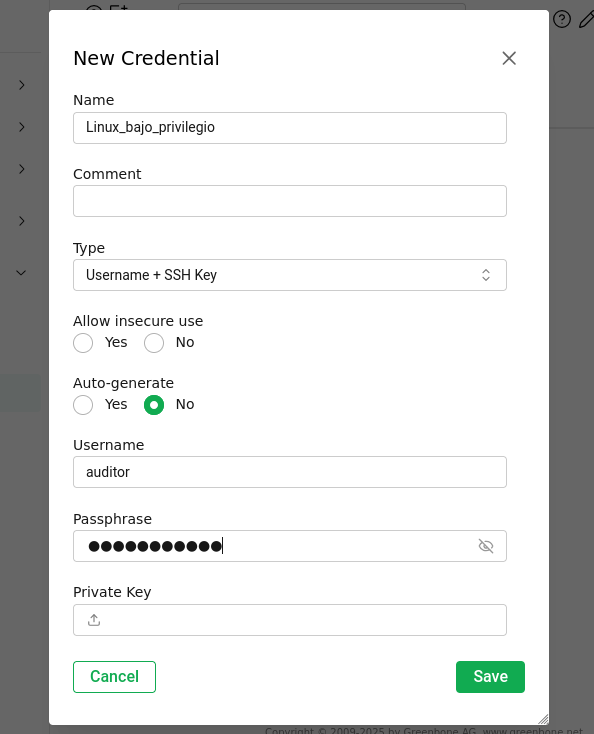 New Credential
Name
Linux_bajo_privilegio
Comment
Type
Username + SSH Key
Allow insecure use
Yes No
Auto-generate
Yes No
Username
auditor
Passphrase
●●●●●●●●●●●
Private Key
Cancel Save
Copyright © 2009-2025 by Greenbone AG, www.greenbone.net